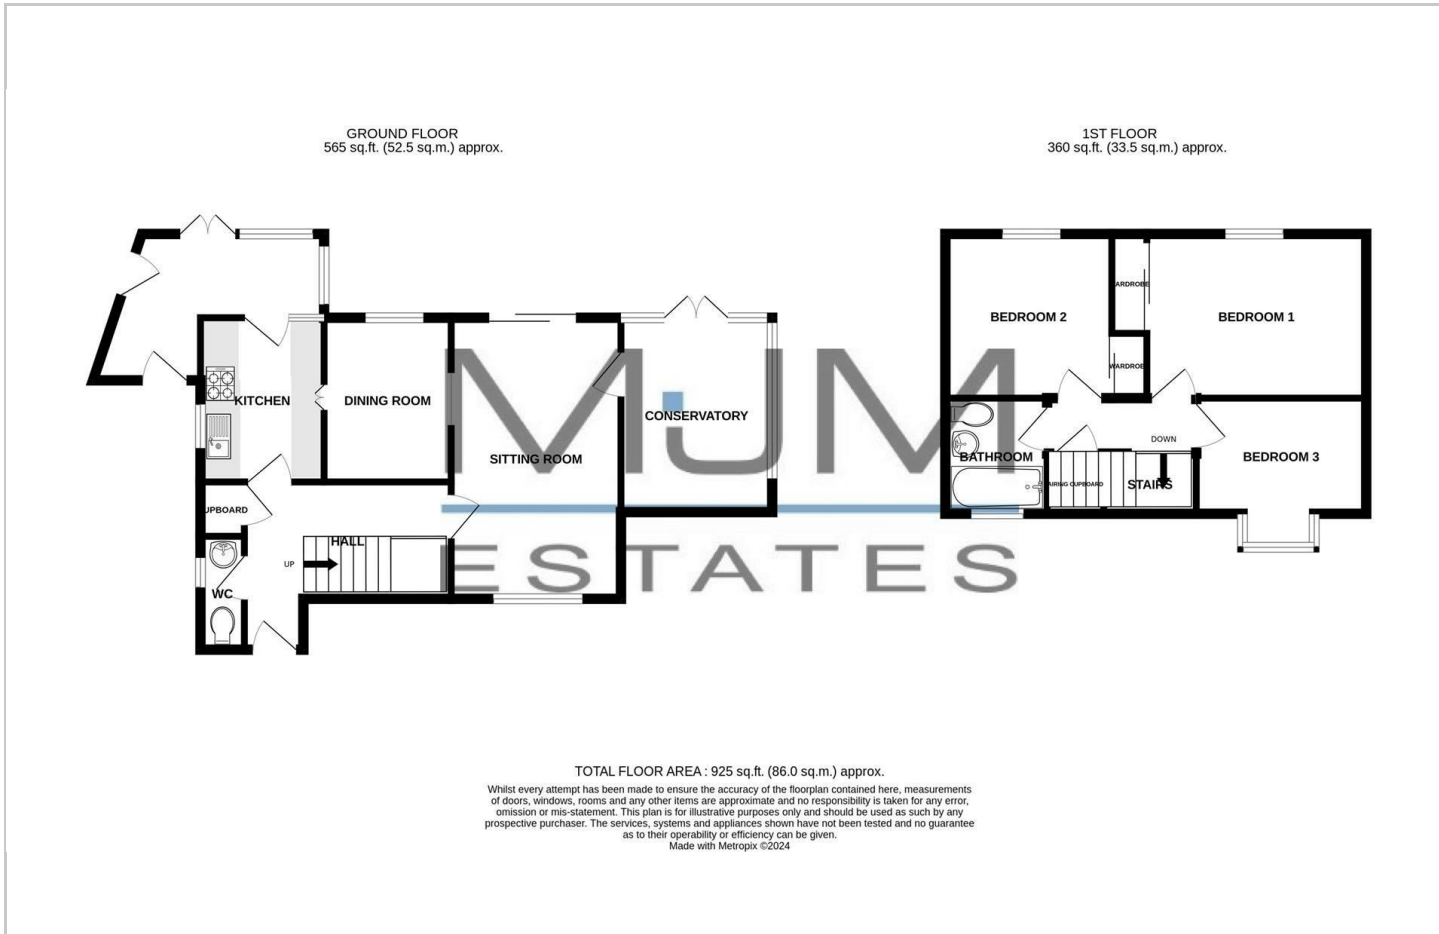 GROUND FLOOR
565 sq.ft. (52.5 sq.m.) approx.
1ST FLOOR
360 sq.ft. (33.5 sq.m.) approx.
KITCHEN
DINING ROOM
SITTING ROOM
CONSERVATORY
UPBOARD
HALL
UP
WC
BEDROOM 2
ARDROBE
BEDROOM 1
WARDROBE
DOWN
BATHROOM
AIRING CUPBOARD
STAIRS
BEDROOM 3
MJM
ESTATES
TOTAL FLOOR AREA : 925 sq.ft. (86.0 sq.m.) approx.
Whilst every attempt has been made to ensure the accuracy of the floorplan contained here, measurements
of doors, windows, rooms and any other items are approximate and no responsibility is taken for any error,
omission or mis-statement. This plan is for illustrative purposes only and should be used as such by any
prospective purchaser. The services, systems and appliances shown have not been tested and no guarantee
as to their operability or efficiency can be given.
Made with Metropix ©2024